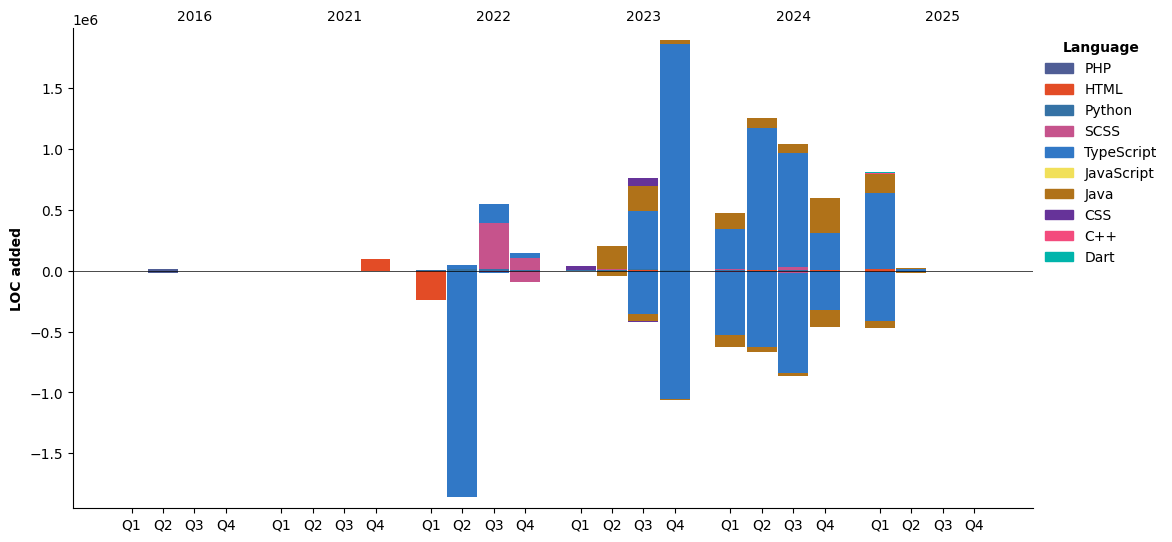 1e6
2016 2021 2022 2023 2024 2025
LOC added
1.5
1.0
0.5
0.0
−0.5
−1.0
−1.5
Q1 Q2 Q3 Q4 Q1 Q2 Q3 Q4 Q1 Q2 Q3 Q4 Q1 Q2 Q3 Q4 Q1 Q2 Q3 Q4 Q1 Q2 Q3 Q4
Language
PHP
HTML
Python
SCSS
TypeScript
JavaScript
Java
CSS
C++
Dart